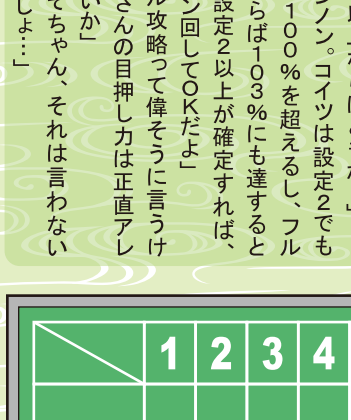 ンノン。コイツは設定2でも
100%を超えるし、フル
らば103%にも達すると
設定2以上が確定すれば、
ン回してOKだよ」
ル攻略って偉そうに言うけ
さんの目押し力は正直アレ
いか」
そちゃん、それは言わない
しょ…」
1 2 3 4